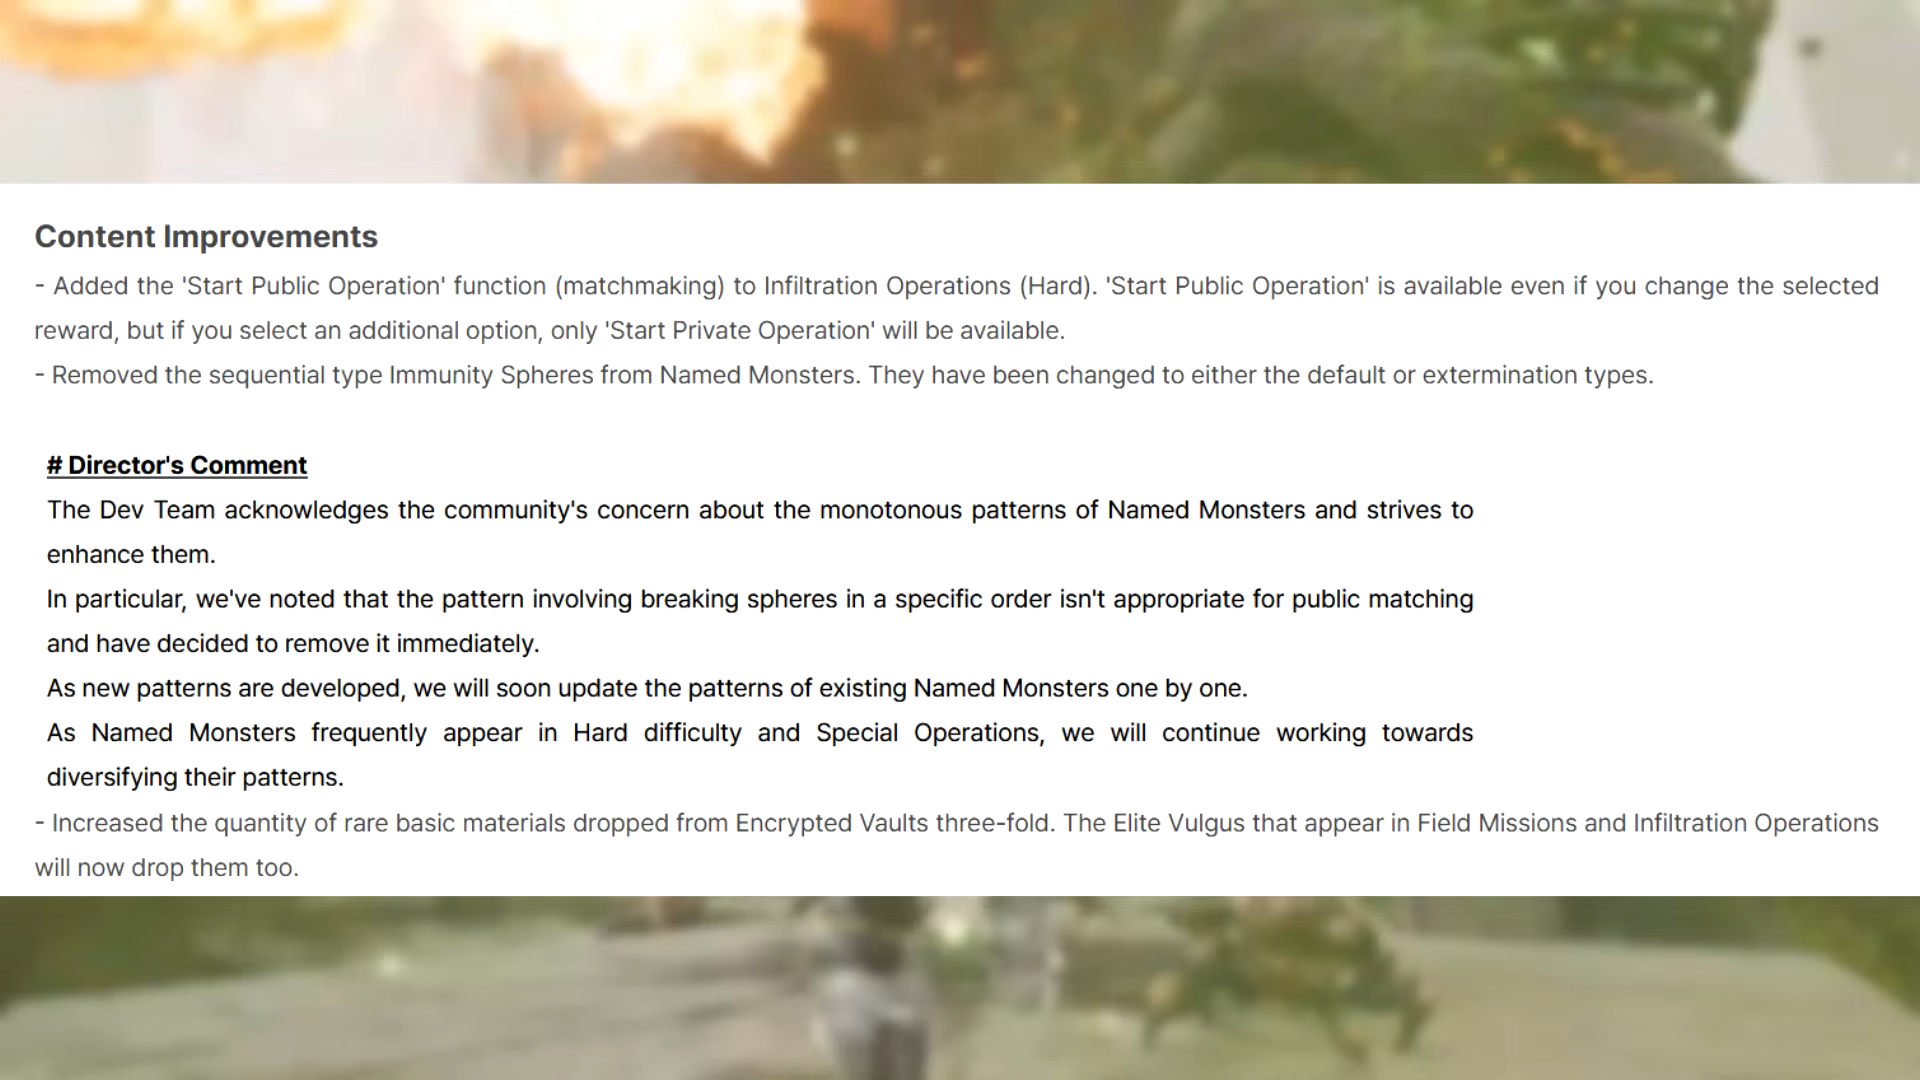 Content Improvements
- Added the 'Start Public Operation' function (matchmaking) to Infiltration Operations (Hard). 'Start Public Operation' is available even if you change the selected
reward, but if you select an additional option, only 'Start Private Operation' will be available.
- Removed the sequential type Immunity Spheres from Named Monsters. They have been changed to either the default or extermination types.
# Director's Comment
The Dev Team acknowledges the community's concern about the monotonous patterns of Named Monsters and strives to
enhance them.
In particular, we've noted that the pattern involving breaking spheres in a specific order isn't appropriate for public matching
and have decided to remove it immediately.
As new patterns are developed, we will soon update the patterns of existing Named Monsters one by one.
As Named Monsters frequently appear in Hard difficulty and Special Operations, we will continue working towards
diversifying their patterns.
- Increased the quantity of rare basic materials dropped from Encrypted Vaults three-fold. The Elite Vulgus that appear in Field Missions and Infiltration Operations
will now drop them too.